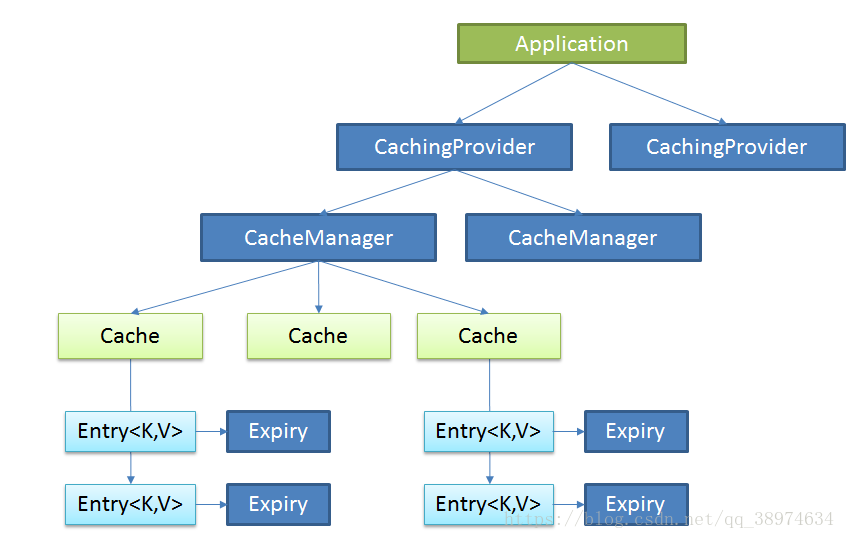 Application
CachingProvider
CachingProvider
CacheManager
CacheManager
Cache
Cache
Cache
Entry<K,V>
Expiry
Entry<K,V>
Expiry
Entry<K,V>
Expiry
Entry<K,V>
Expiry
https://blog.csdn.net/qq_38974634